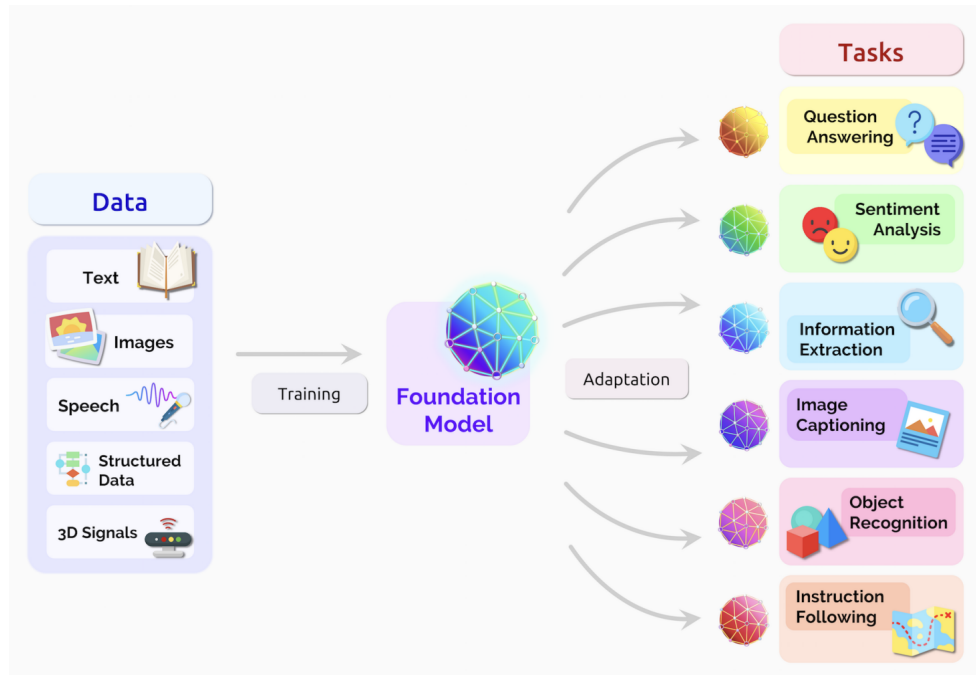 Data
Text
Images
Speech
Structured
Data
3D Signals
Training
Foundation
Model
Adaptation
Tasks
Question
Answering
?
Sentiment
Analysis
Information
Extraction
Image
Captioning
Object
Recognition
Instruction
Following